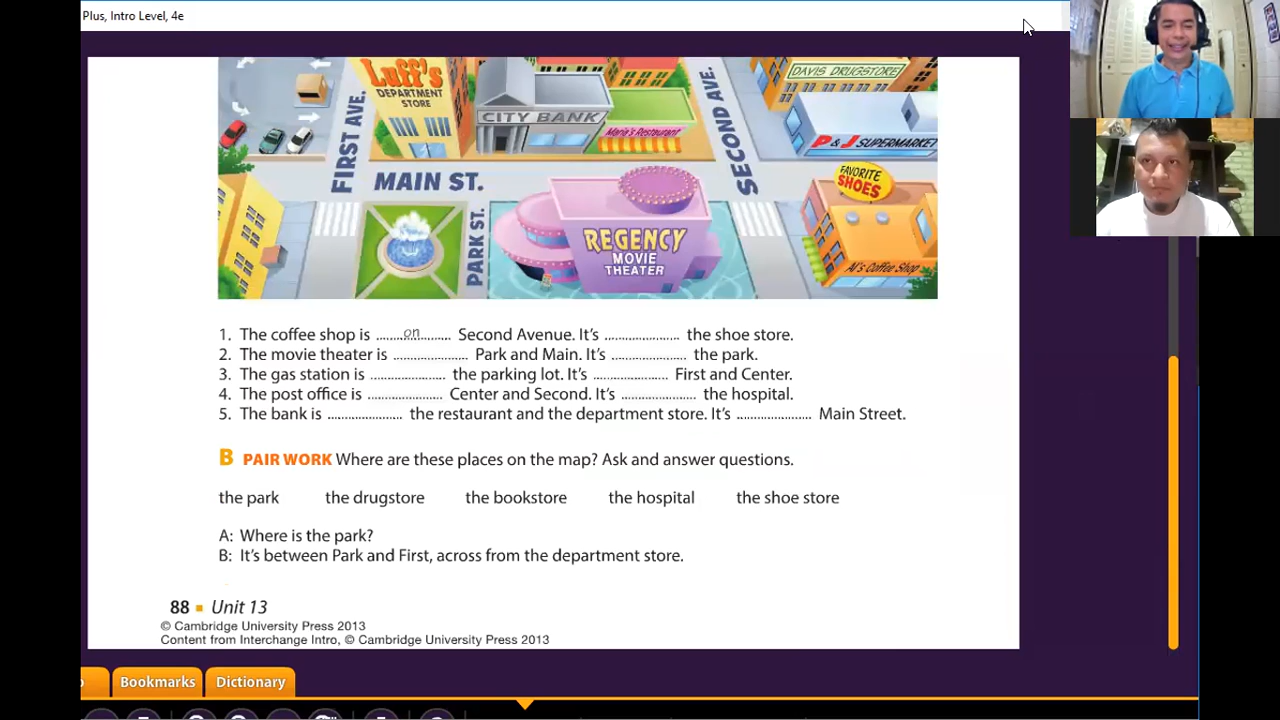 Plus, Intro Level, 4e
Luff's
DEPARTMENT
STORE
CITY BANK
Maria's Restaurant
DAVIS DRUGSTORE
P & J SUPERMARKET
FIRST AVE.
MAIN ST.
SECOND AVE.
FAVORITE
SHOES
PARK ST.
REGENCY
MOVIE
THEATER
Al's Coffee Shop
1. The coffee shop is ........on........ Second Avenue. It's .................... the shoe store.
2. The movie theater is .................... Park and Main. It's .................... the park.
3. The gas station is .................... the parking lot. It's .................... First and Center.
4. The post office is .................... Center and Second. It's .................... the hospital.
5. The bank is .................... the restaurant and the department store. It's .................... Main Street.
B PAIR WORK Where are these places on the map? Ask and answer questions.
the park the drugstore the bookstore the hospital the shoe store
A: Where is the park?
B: It's between Park and First, across from the department store.
88 ▪ Unit 13
© Cambridge University Press 2013
Content from Interchange Intro, © Cambridge University Press 2013
Bookmarks Dictionary